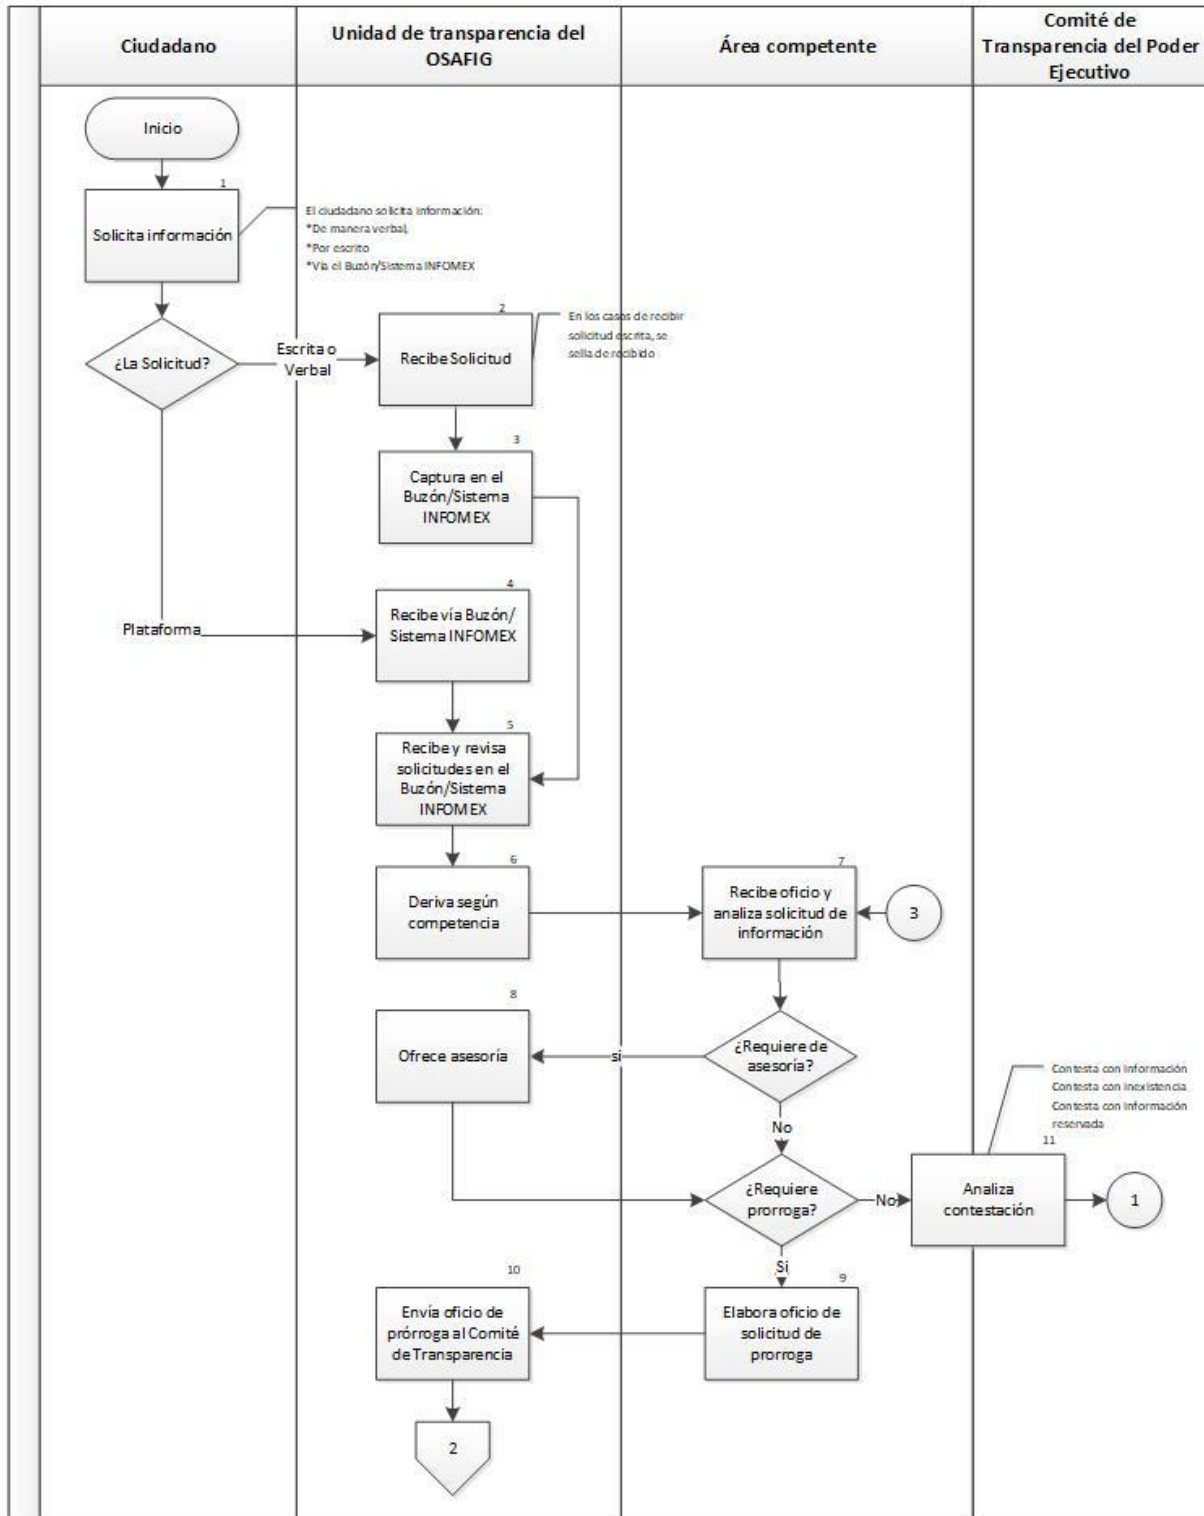 Ciudadano
Unidad de transparencia del
OSAFIG
Área competente
Comité de
Transparencia del Poder
Ejecutivo
Inicio
1
Solicita información
El ciudadano solicita información:
*De manera verbal,
*Por escrito
*Vía el Buzón/Sistema INFOMEX
¿La Solicitud?
Escrita o
Verbal
2
Recibe Solicitud
En los casos de recibir
solicitud escrita, se
sella de recibido
3
Captura en el
Buzón/Sistema
INFOMEX
4
Recibe vía Buzón/
Sistema INFOMEX
Plataforma
5
Recibe y revisa
solicitudes en el
Buzón/Sistema
INFOMEX
6
Deriva según
competencia
7
Recibe oficio y
analiza solicitud de
información
3
8
Ofrece asesoría
si
¿Requiere de
asesoría?
No
Contesta con información
Contesta con inexistencia
Contesta con información
reservada
11
¿Requiere
prorroga?
No
Analiza
contestación
1
Si
10
Envía oficio de
prórroga al Comité
de Transparencia
9
Elabora oficio de
solicitud de
prorroga
2